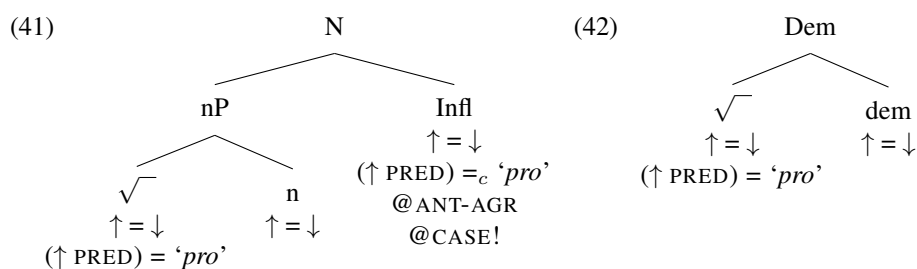 (41) N (42) Dem
nP Infl √ dem
↑ = ↓ ↑ = ↓ ↑ = ↓
(↑ PRED) =c ‘pro’ (↑ PRED) = ‘pro’
√ n @ANT-AGR
↑ = ↓ ↑ = ↓ @CASE!
(↑ PRED) = ‘pro’